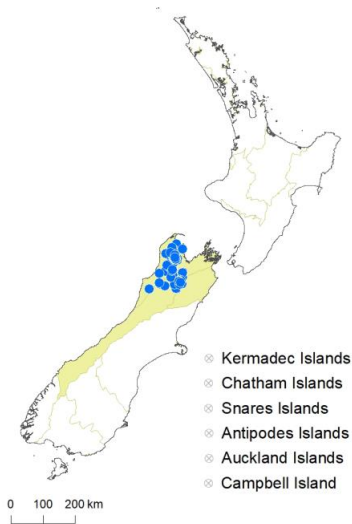 Kermadec Islands
Chatham Islands
Snares Islands
Antipodes Islands
Auckland Islands
Campbell Island
0 100 200 km